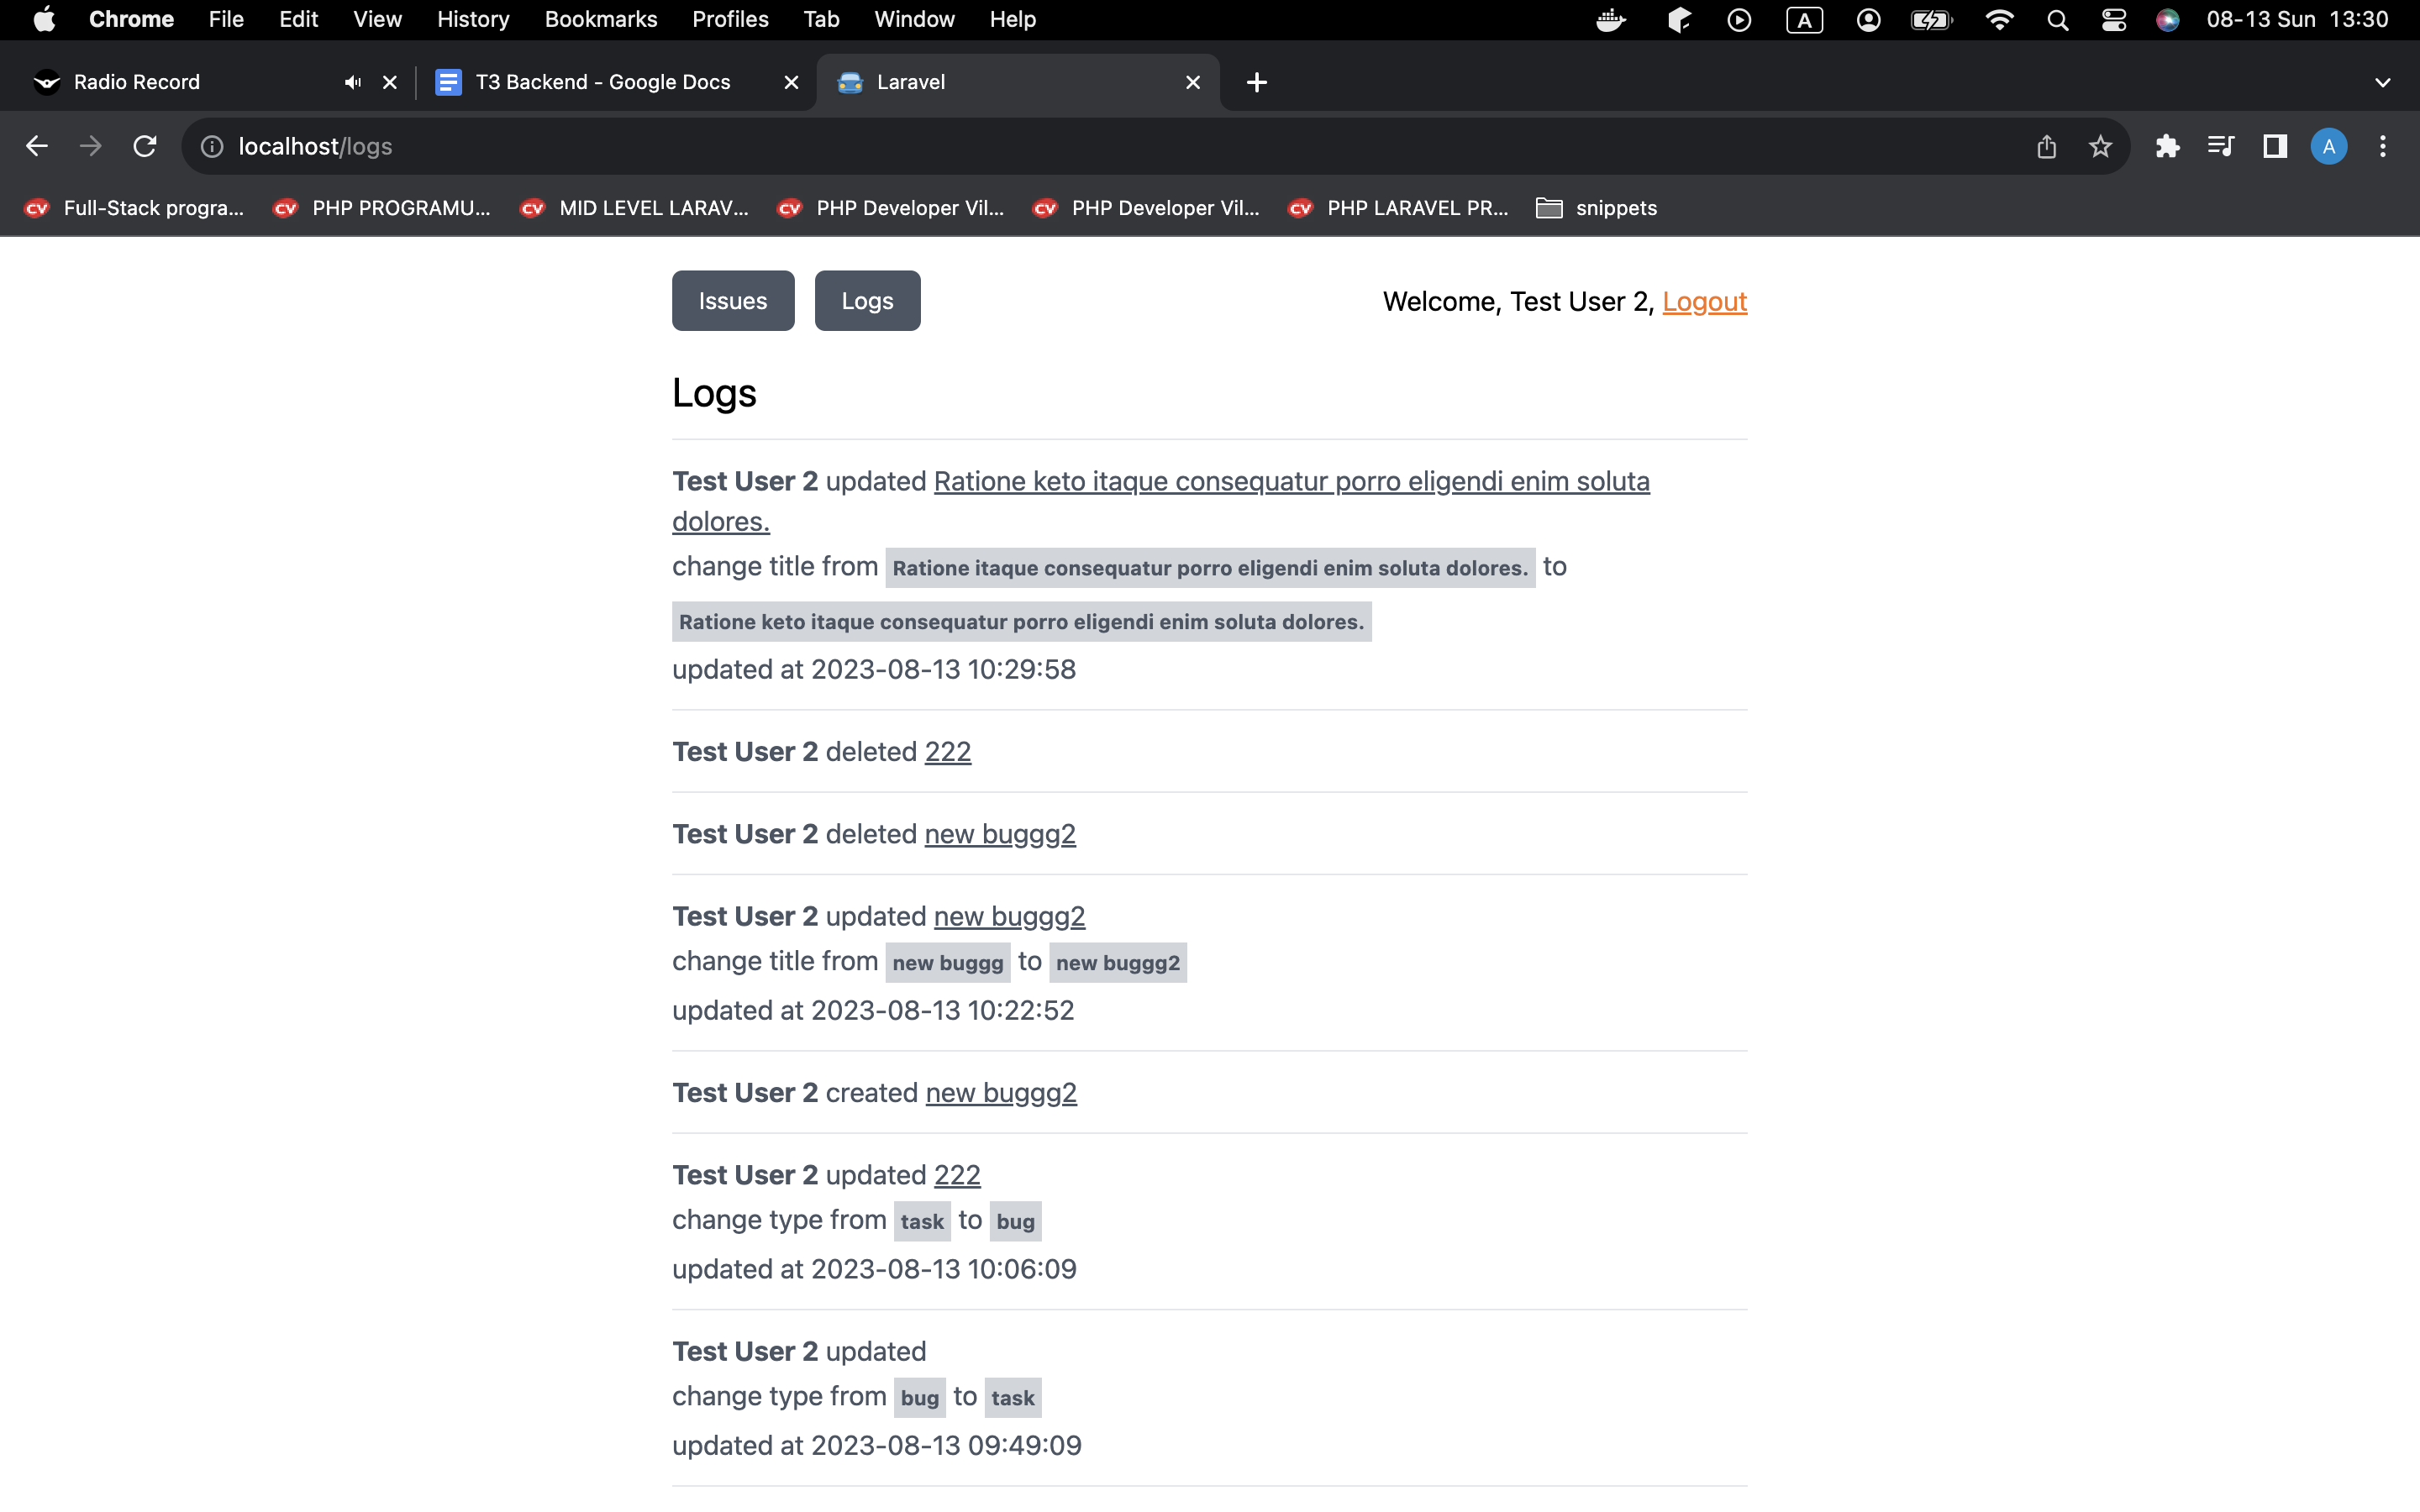 Chrome File Edit View History Bookmarks Profiles Tab Window Help A 08-13 Sun 13:30
Radio Record T3 Backend - Google Docs Laravel
localhost/logs A
CV Full-Stack progra... CV PHP PROGRAMU... CV MID LEVEL LARAV... CV PHP Developer Vil... CV PHP Developer Vil... CV PHP LARAVEL PR... snippets
Issues Logs Welcome, Test User 2, Logout
Logs
Test User 2 updated Ratione keto itaque consequatur porro eligendi enim soluta
dolores.
change title from Ratione itaque consequatur porro eligendi enim soluta dolores. to
Ratione keto itaque consequatur porro eligendi enim soluta dolores.
updated at 2023-08-13 10:29:58
Test User 2 deleted 222
Test User 2 deleted new buggg2
Test User 2 updated new buggg2
change title from new buggg to new buggg2
updated at 2023-08-13 10:22:52
Test User 2 created new buggg2
Test User 2 updated 222
change type from task to bug
updated at 2023-08-13 10:06:09
Test User 2 updated
change type from bug to task
updated at 2023-08-13 09:49:09